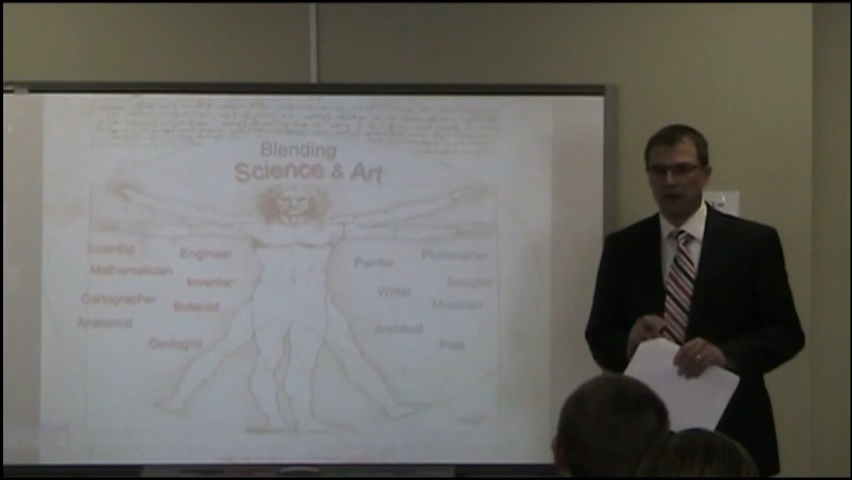 Blending
Science & Art
Scientist
Engineer
Mathematician
Inventor
Cartographer
Botanist
Anatomist
Geologist
Painter
Philosopher
Sculptor
Writer
Musician
Architect
Poet